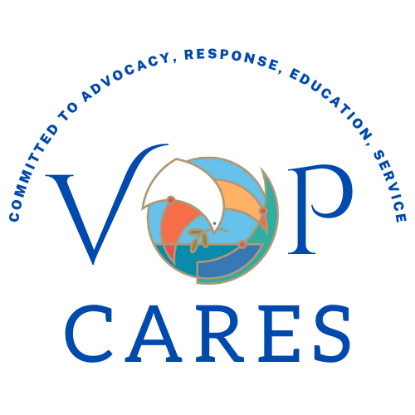 COMMITTED TO ADVOCACY, RESPONSE, EDUCATION, SERVICE
VOP
CARES